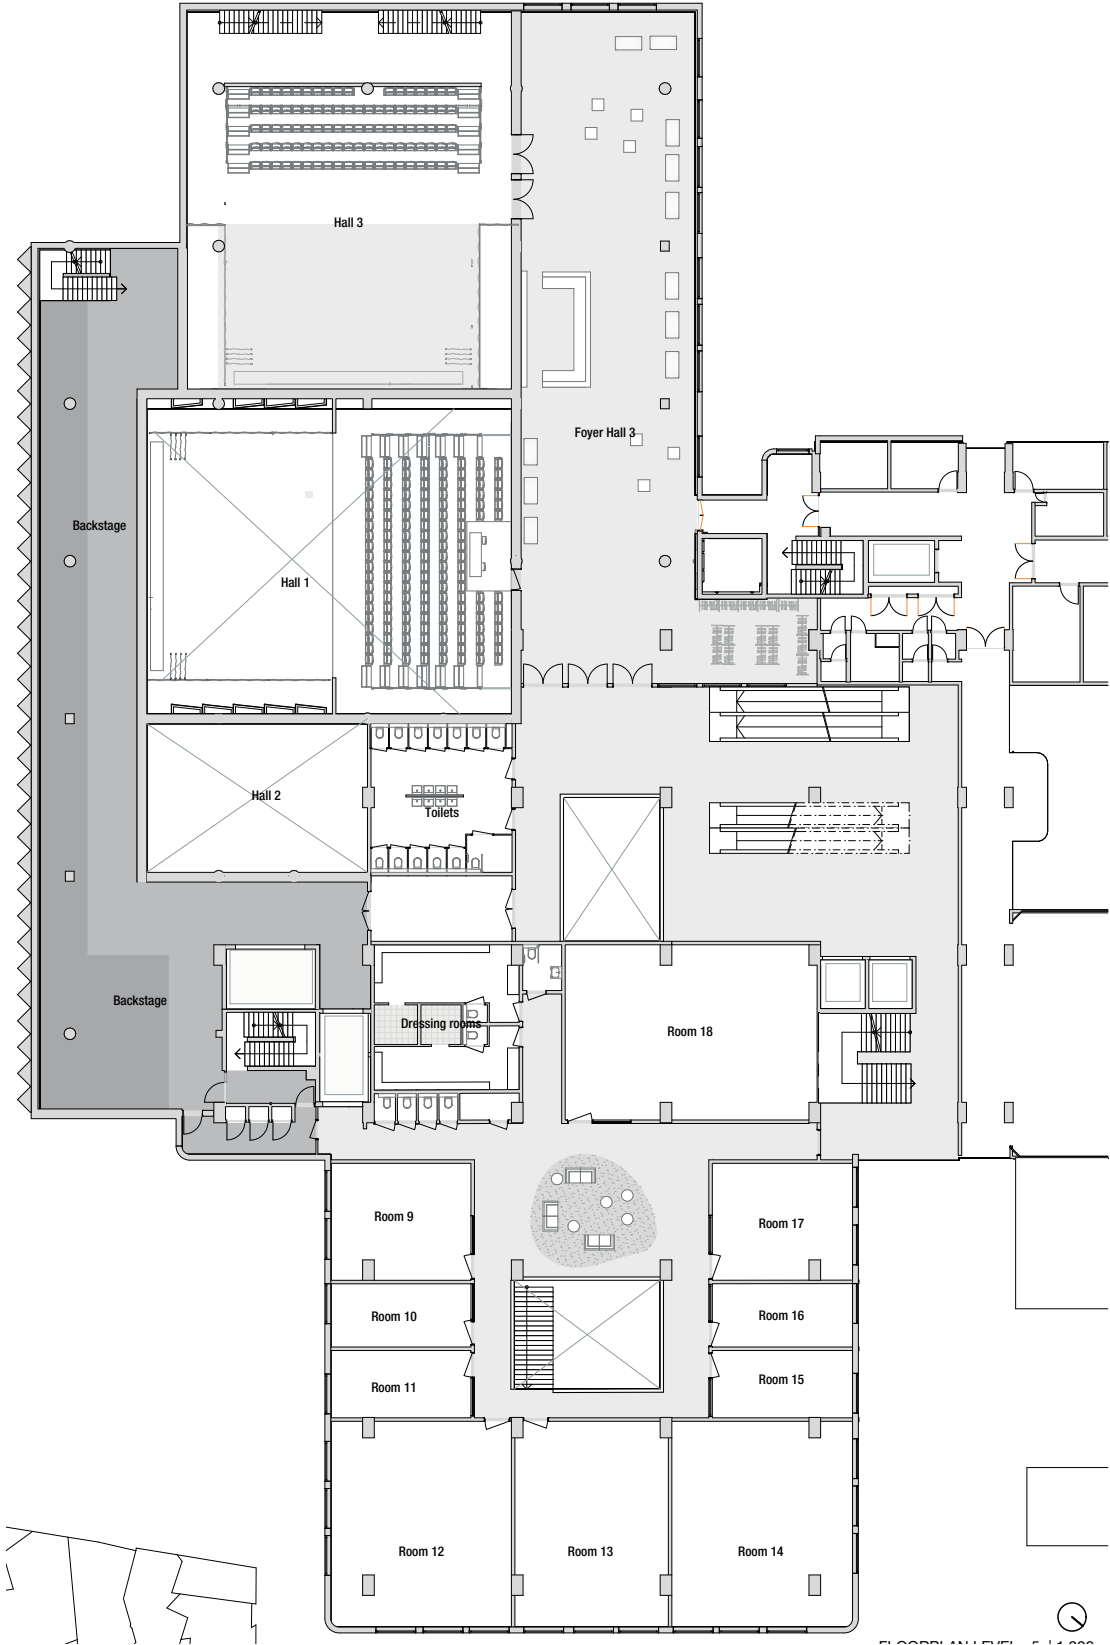 Hall 3
Foyer Hall 3
Backstage
Hall 1
Hall 2
Toilets
Backstage
Dressing rooms
Room 18
Room 9
Room 17
Room 10
Room 16
Room 11
Room 15
Room 12
Room 13
Room 14